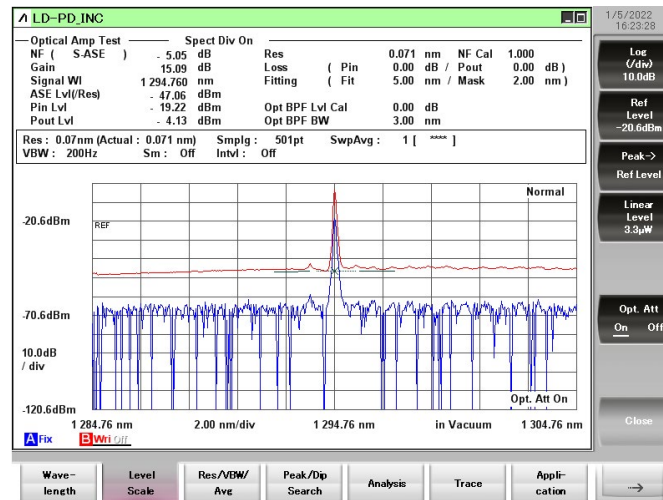 LD-PD_INC
1/5/2022
16:23:28
Optical Amp Test Spect Div On
NF ( S-ASE ) - 5.05 dB Res 0.071 nm NF Cal 1.000
Gain 15.09 dB Loss ( Pin 0.00 dB / Pout 0.00 dB )
Signal Wl 1 294.760 nm Fitting ( Fit 5.00 nm / Mask 2.00 nm )
ASE Lvl(/Res) - 47.06 dBm
Pin Lvl - 19.22 dBm Opt BPF Lvl Cal 0.00 dB
Pout Lvl - 4.13 dBm Opt BPF BW 3.00 nm
Res : 0.07nm (Actual : 0.071 nm) Smplg : 501pt SwpAvg : 1 [ **** ]
VBW : 200Hz Sm : Off Intvl : Off
Normal
-20.6dBm
REF
-70.6dBm
10.0dB
/ div
Opt. Att On
-120.6dBm
1 284.76 nm 2.00 nm/div 1 294.76 nm in Vacuum 1 304.76 nm
A Fix B Wri Off
Log
(/div)
10.0dB
Ref
Level
-20.6dBm
Peak->
Ref Level
Linear
Level
3.3µW
Opt. Att
On Off
Close
Wave-
length
Level
Scale
Res/VBW/
Avg
Peak/Dip
Search
Analysis
Trace
Appli-
cation